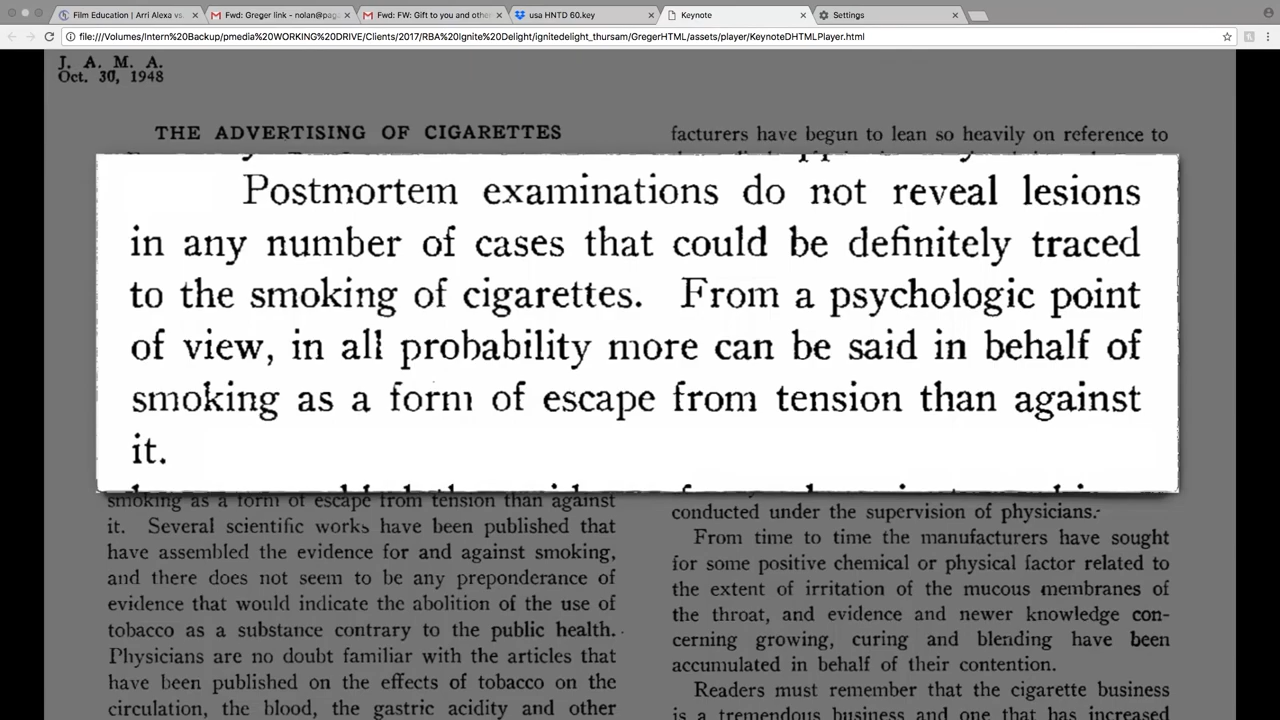 Film Education | Arri Alexa vs.
Fwd: Greger link - nolan@pag
Fwd: FW: Gift to you and othe
usa HNTD 60.key
Keynote
Settings
file:///Volumes/Intern%20Backup/pmedia%20WORKING%20DRIVE/Clients/2017/RBA%20Ignite%20Delight/ignitedelight_thursam/GregerHTML/assets/player/KeynoteDHTMLPlayer.html
J. A. M. A.
Oct. 30, 1948
THE ADVERTISING OF CIGARETTES
Postmortem examinations do not reveal lesions
in any number of cases that could be definitely traced
to the smoking of cigarettes. From a psychologic point
of view, in all probability more can be said in behalf of
smoking as a form of escape from tension than against
it.
smoking as a form of escape from tension than against
it. Several scientific works have been published that
have assembled the evidence for and against smoking,
and there does not seem to be any preponderance of
evidence that would indicate the abolition of the use of
tobacco as a substance contrary to the public health.
Physicians are no doubt familiar with the articles that
have been published on the effects of tobacco on the
circulation, the blood, the gastric acidity and other
facturers have begun to lean so heavily on reference to
conducted under the supervision of physicians.
From time to time the manufacturers have sought
for some positive chemical or physical factor related to
the extent of irritation of the mucous membranes of
the throat, and evidence and newer knowledge con-
cerning growing, curing and blending have been
accumulated in behalf of their contention.
Readers must remember that the cigarette business
is a tremendous business and one that has increased